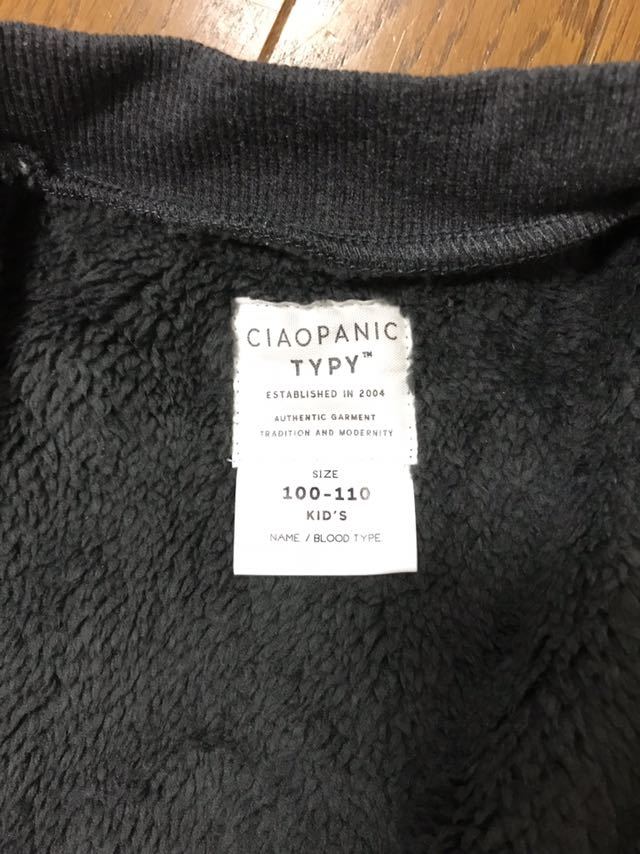 CIAOPANIC
TYPY™
ESTABLISHED IN 2004
AUTHENTIC GARMENT
TRADITION AND MODERNITY
SIZE
100-110
KID'S
NAME / BLOOD TYPE